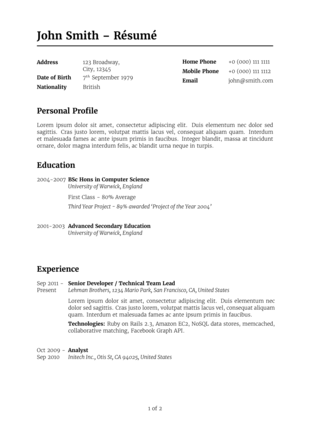 John Smith – Résumé
Address 123 Broadway, Home Phone +0 (000) 111 1111
City, 12345 Mobile Phone +0 (000) 111 1112
Date of Birth 7th September 1979 Email john@smith.com
Nationality British
Personal Profile
Lorem ipsum dolor sit amet, consectetur adipiscing elit. Duis elementum nec dolor sed
sagittis. Cras justo lorem, volutpat mattis lacus vel, consequat aliquam quam. Interdum
et malesuada fames ac ante ipsum primis in faucibus. Integer blandit, massa at tincidunt
ornare, dolor magna interdum felis, ac blandit urna neque in turpis.
Education
2004–2007 BSc Hons in Computer Science
University of Warwick, England
First Class – 80% Average
Third Year Project – 89% awarded 'Project of the Year 2004'
2001–2003 Advanced Secondary Education
University of Warwick, England
Experience
Sep 2011 – Senior Developer / Technical Team Lead
Present Lehman Brothers, 1234 Mario Park, San Francisco, CA, United States
Lorem ipsum dolor sit amet, consectetur adipiscing elit. Duis elementum nec
dolor sed sagittis. Cras justo lorem, volutpat mattis lacus vel, consequat aliquam
quam. Interdum et malesuada fames ac ante ipsum primis in faucibus.
Technologies: Ruby on Rails 2.3, Amazon EC2, NoSQL data stores, memcached,
collaborative matching, Facebook Graph API.
Oct 2009 – Analyst
Sep 2010 Initech Inc., Otis St, CA 94025, United States
1 of 2